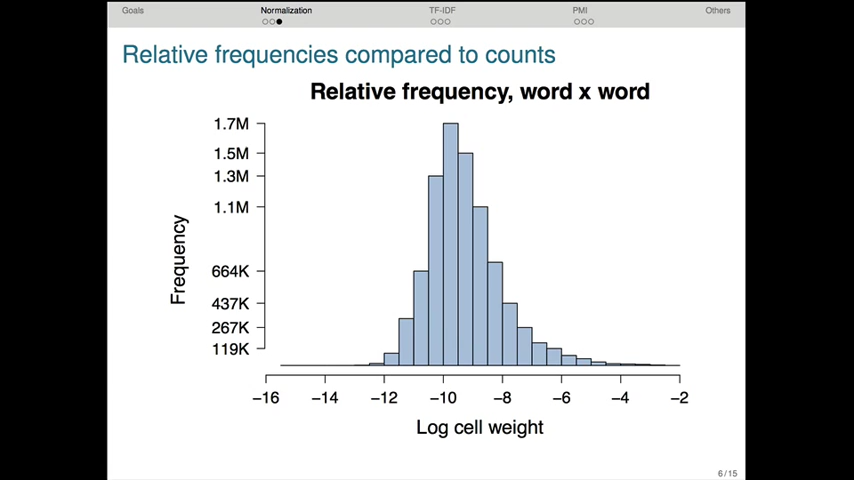 Goals Normalization TF-IDF PMI Others
Relative frequencies compared to counts
Relative frequency, word x word
1.7M
1.5M
1.3M
1.1M
664K
437K
267K
119K
Frequency
−16 −14 −12 −10 −8 −6 −4 −2
Log cell weight
6 / 15